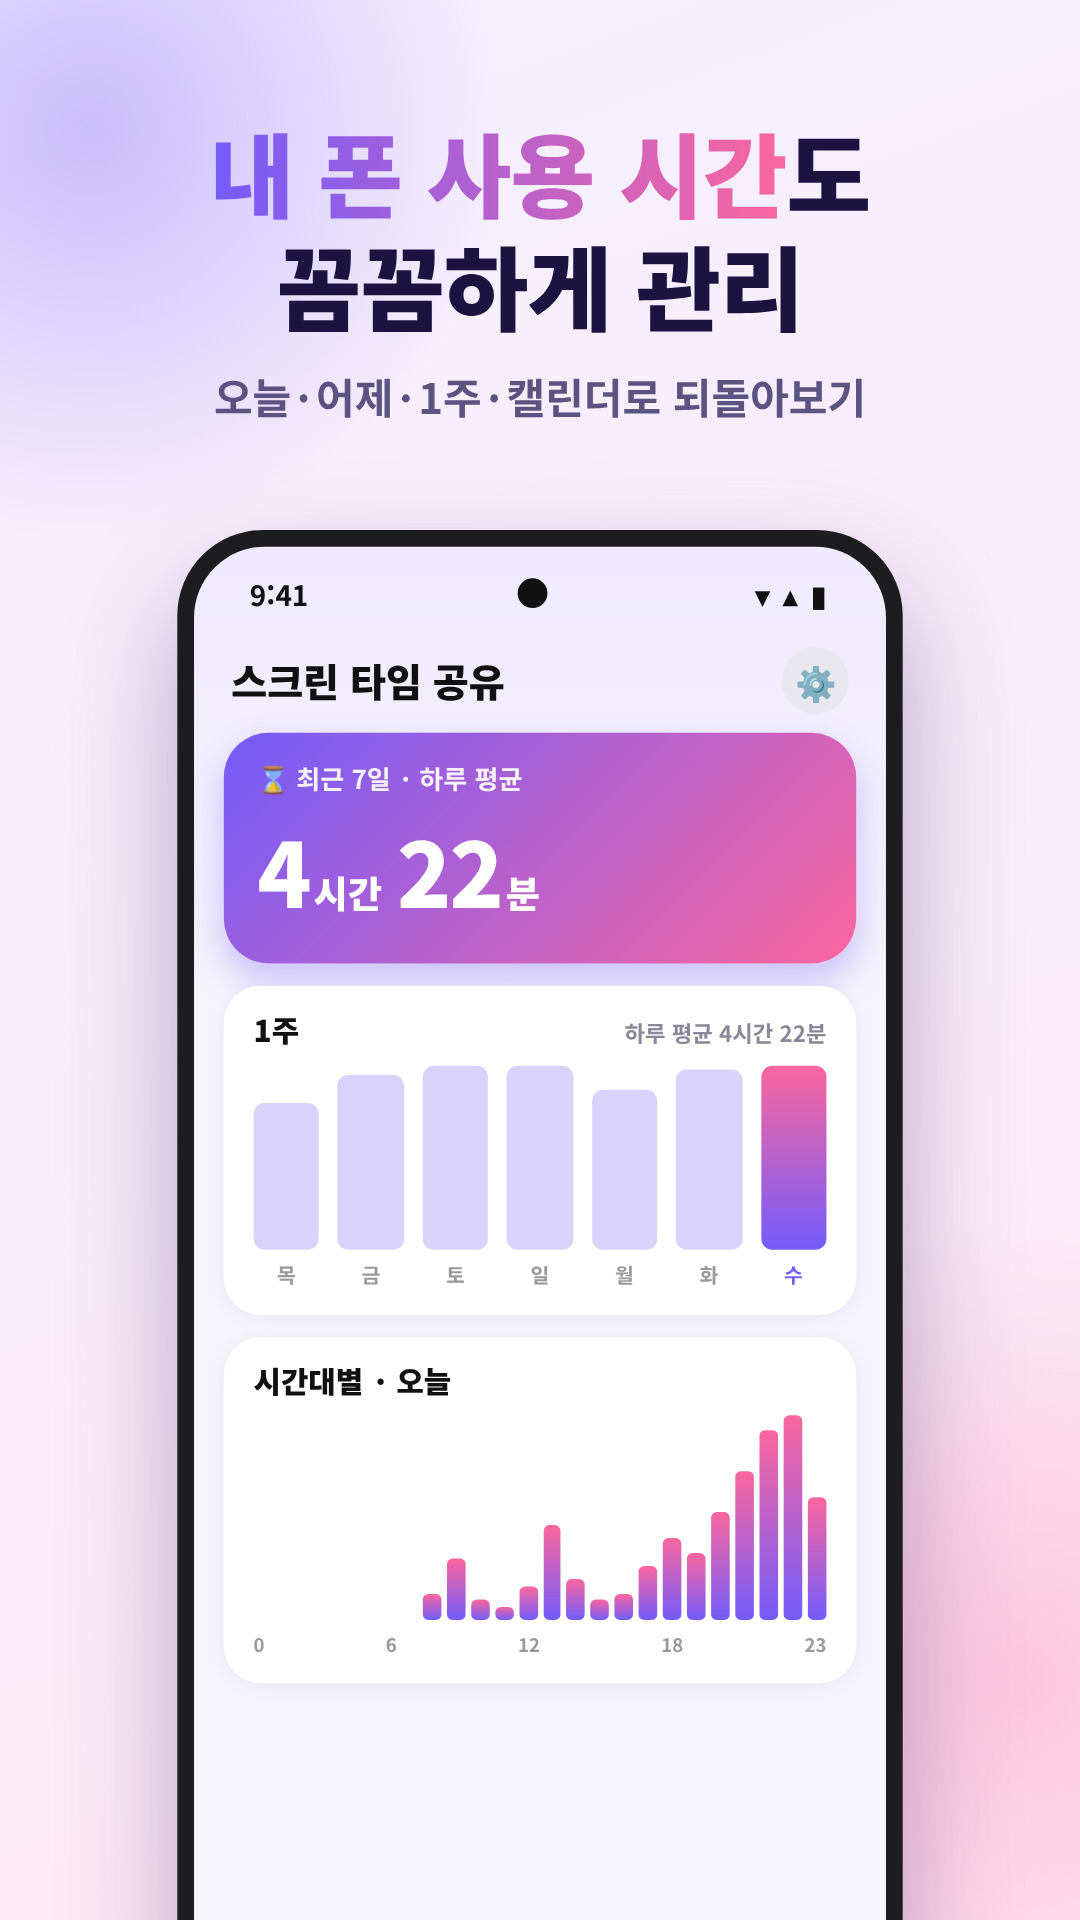 내 폰 사용 시간도
꼼꼼하게 관리
오늘·어제·1주·캘린더로 되돌아보기
9:41
스크린 타임 공유
최근 7일 · 하루 평균
4시간 22분
1주
하루 평균 4시간 22분
목 금 토 일 월 화 수
시간대별 · 오늘
0 6 12 18 23